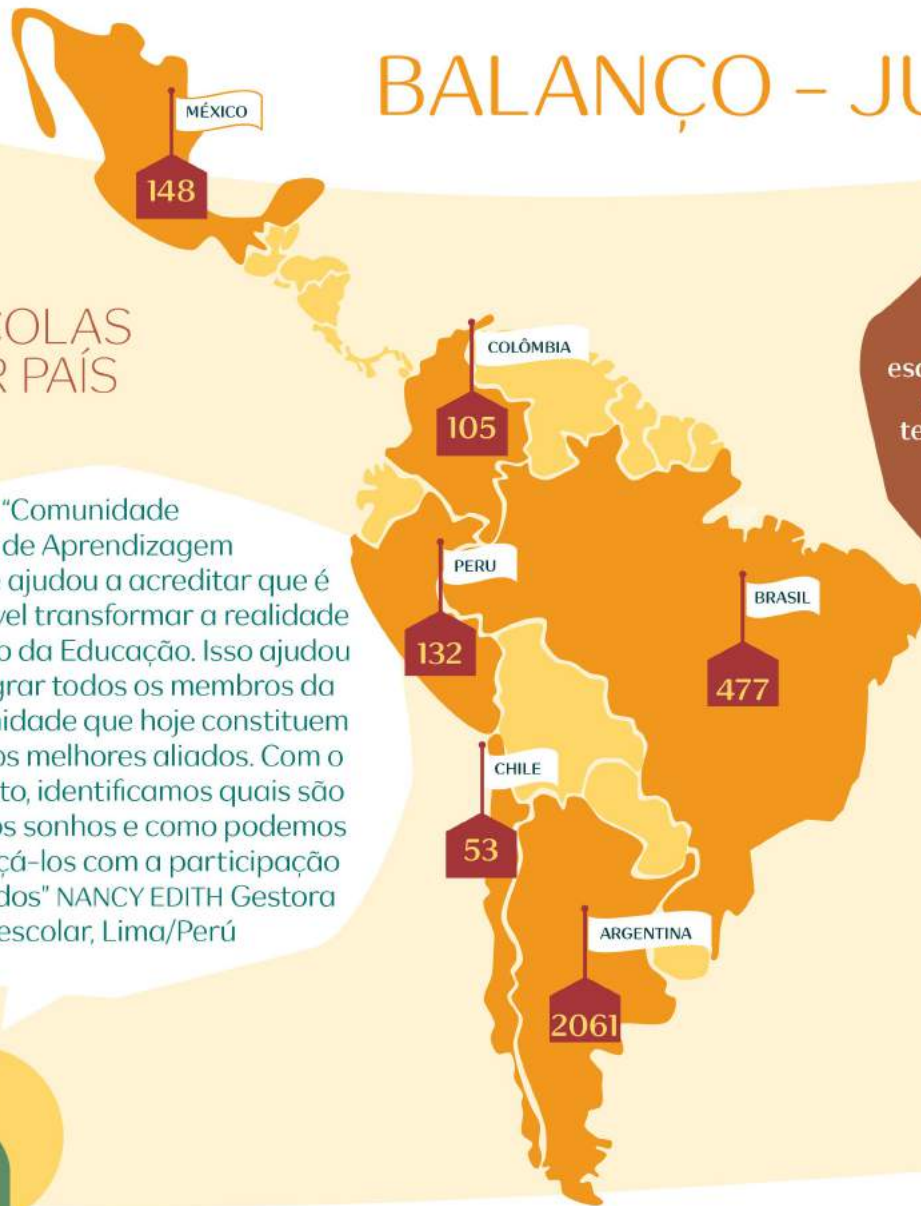 BALANÇO - JU
MÉXICO
148
COLAS
R PAÍS
COLÔMBIA
105
esc
te
"Comunidade
de Aprendizagem
ajudou a acreditar que é
vel transformar a realidade
o da Educação. Isso ajudou
grar todos os membros da
nidade que hoje constituem
os melhores aliados. Com o
to, identificamos quais são
os sonhos e como podemos
çá-los com a participação
dos" NANCY EDITH Gestora
escolar, Lima/Perú
PERU
132
BRASIL
477
CHILE
53
ARGENTINA
2061